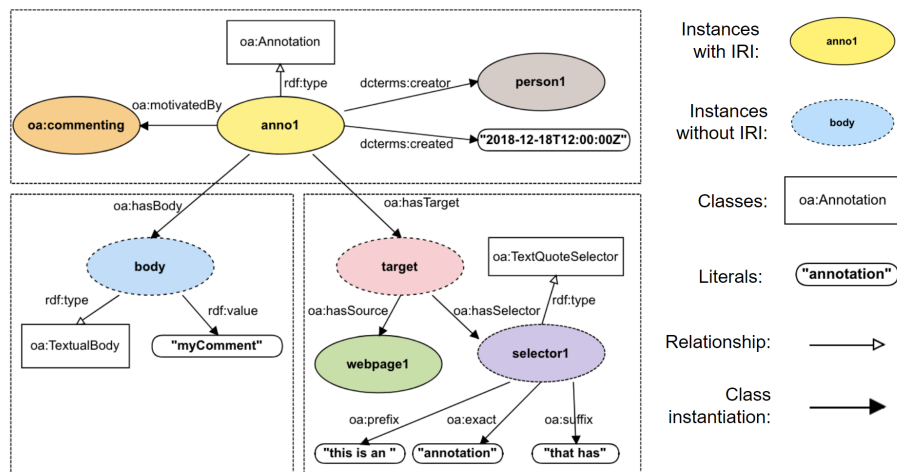 oa:Annotation
rdf:type
oa:motivatedBy
dcterms:creator
person1
oa:commenting
anno1
dcterms:created
"2018-12-18T12:00:00Z"
oa:hasBody
oa:hasTarget
body
rdf:type
rdf:value
oa:TextualBody
"myComment"
target
oa:TextQuoteSelector
rdf:type
oa:hasSource
oa:hasSelector
webpage1
selector1
oa:prefix
oa:exact
oa:suffix
"this is an "
"annotation"
"that has"
Instances
with IRI:
anno1
Instances
without IRI:
body
Classes:
oa:Annotation
Literals:
"annotation"
Relationship:
Class
instantiation: